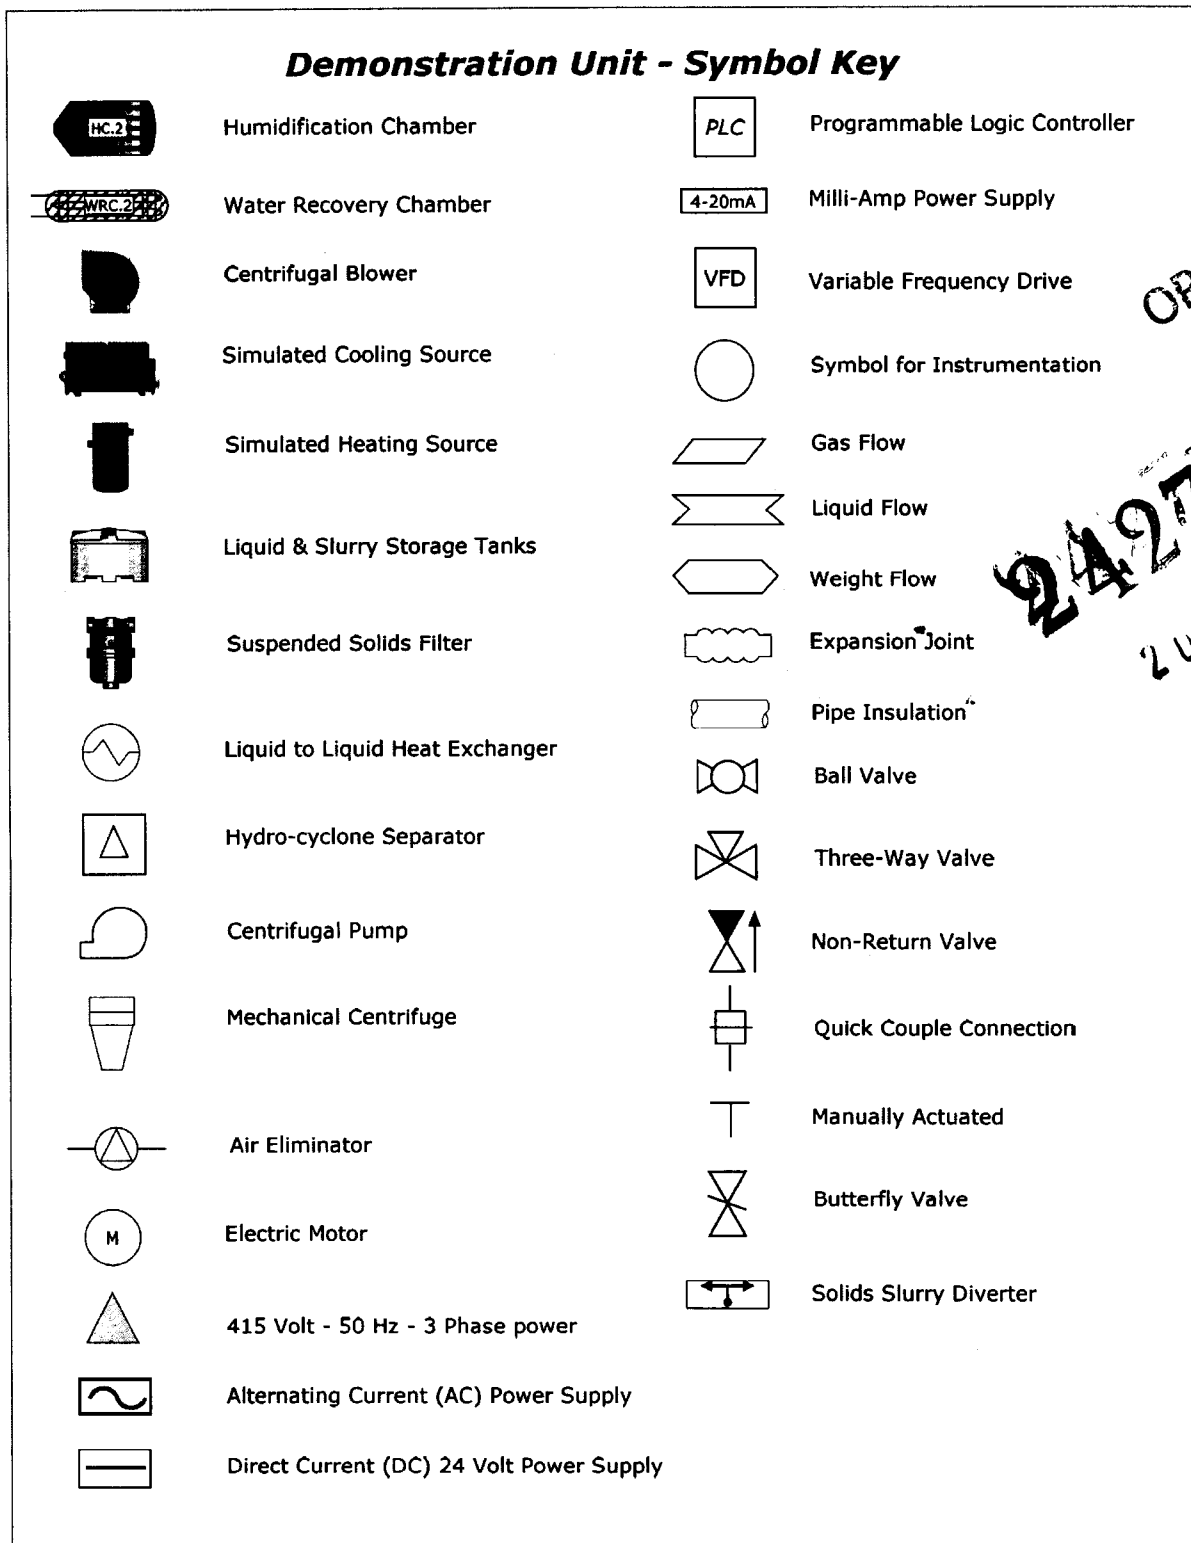 Demonstration Unit - Symbol Key
HC.2 Humidification Chamber
WRC.2 Water Recovery Chamber
Centrifugal Blower
Simulated Cooling Source
Simulated Heating Source
Liquid & Slurry Storage Tanks
Suspended Solids Filter
Liquid to Liquid Heat Exchanger
Hydro-cyclone Separator
Centrifugal Pump
Mechanical Centrifuge
Air Eliminator
M Electric Motor
415 Volt - 50 Hz - 3 Phase power
Alternating Current (AC) Power Supply
Direct Current (DC) 24 Volt Power Supply
PLC Programmable Logic Controller
4-20mA Milli-Amp Power Supply
VFD Variable Frequency Drive
Symbol for Instrumentation
Gas Flow
Liquid Flow
Weight Flow
Expansion Joint
Pipe Insulation
Ball Valve
Three-Way Valve
Non-Return Valve
Quick Couple Connection
Manually Actuated
Butterfly Valve
Solids Slurry Diverter